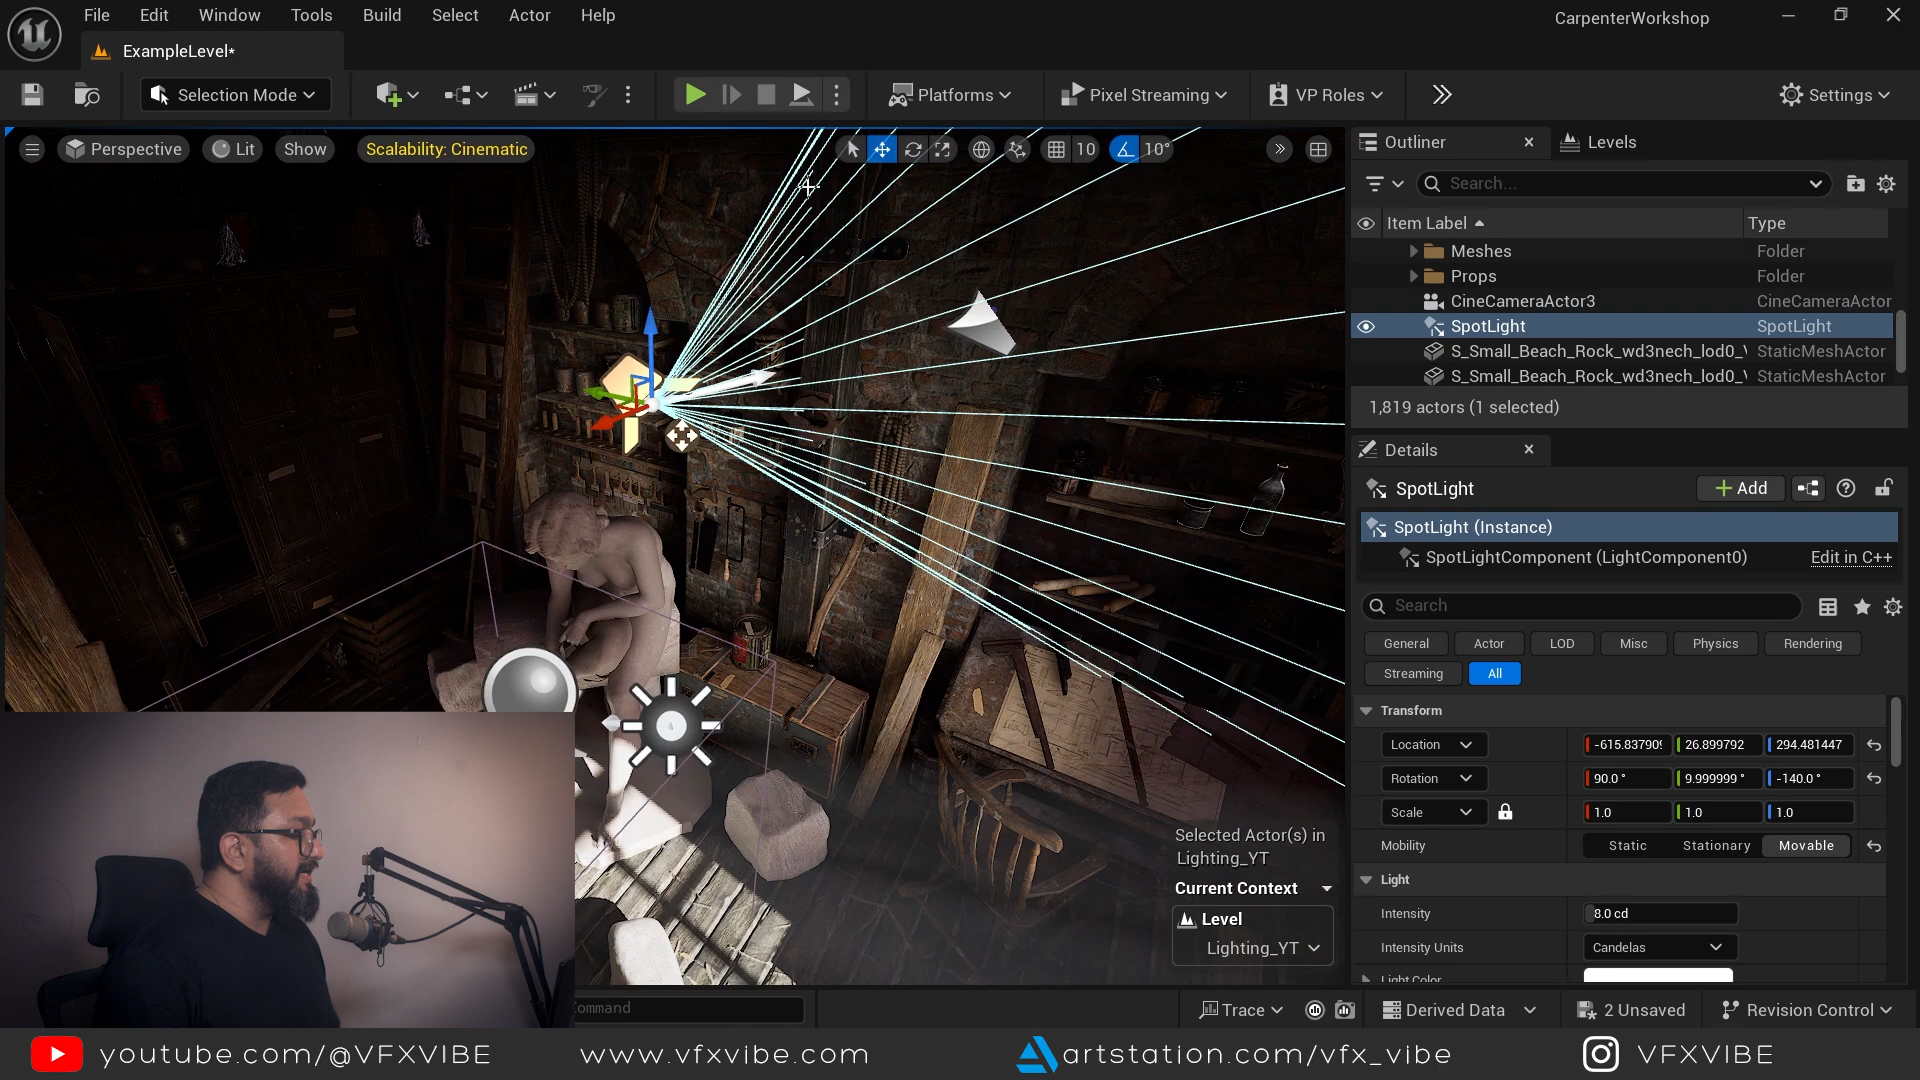 File Edit Window Tools Build Select Actor Help
CarpenterWorkshop
ExampleLevel*
Selection Mode
Platforms
Pixel Streaming
VP Roles
Settings
Perspective
Lit
Show
Scalability: Cinematic
10
10°
Outliner
Levels
Search...
Item Label
Type
Meshes Folder
Props Folder
CineCameraActor3 CineCameraActor
SpotLight SpotLight
S_Small_Beach_Rock_wd3nech_lod0_V StaticMeshActor
S_Small_Beach_Rock_wd3nech_lod0_V StaticMeshActor
1,819 actors (1 selected)
Details
SpotLight
Add
SpotLight (Instance)
SpotLightComponent (LightComponent0) Edit in C++
Search
General Actor LOD Misc Physics Rendering
Streaming All
Transform
Location -615.837909 26.899792 294.481447
Rotation 90.0° 9.999999° -140.0°
Scale 1.0 1.0 1.0
Mobility Static Stationary Movable
Light
Intensity 8.0 cd
Intensity Units Candelas
Light Color
Selected Actor(s) in
Lighting_YT
Current Context
Level
Lighting_YT
ommand
Trace
Derived Data
2 Unsaved
Revision Control
youtube.com/@VFXVIBE
www.vfxvibe.com
artstation.com/vfx_vibe
VFXVIBE